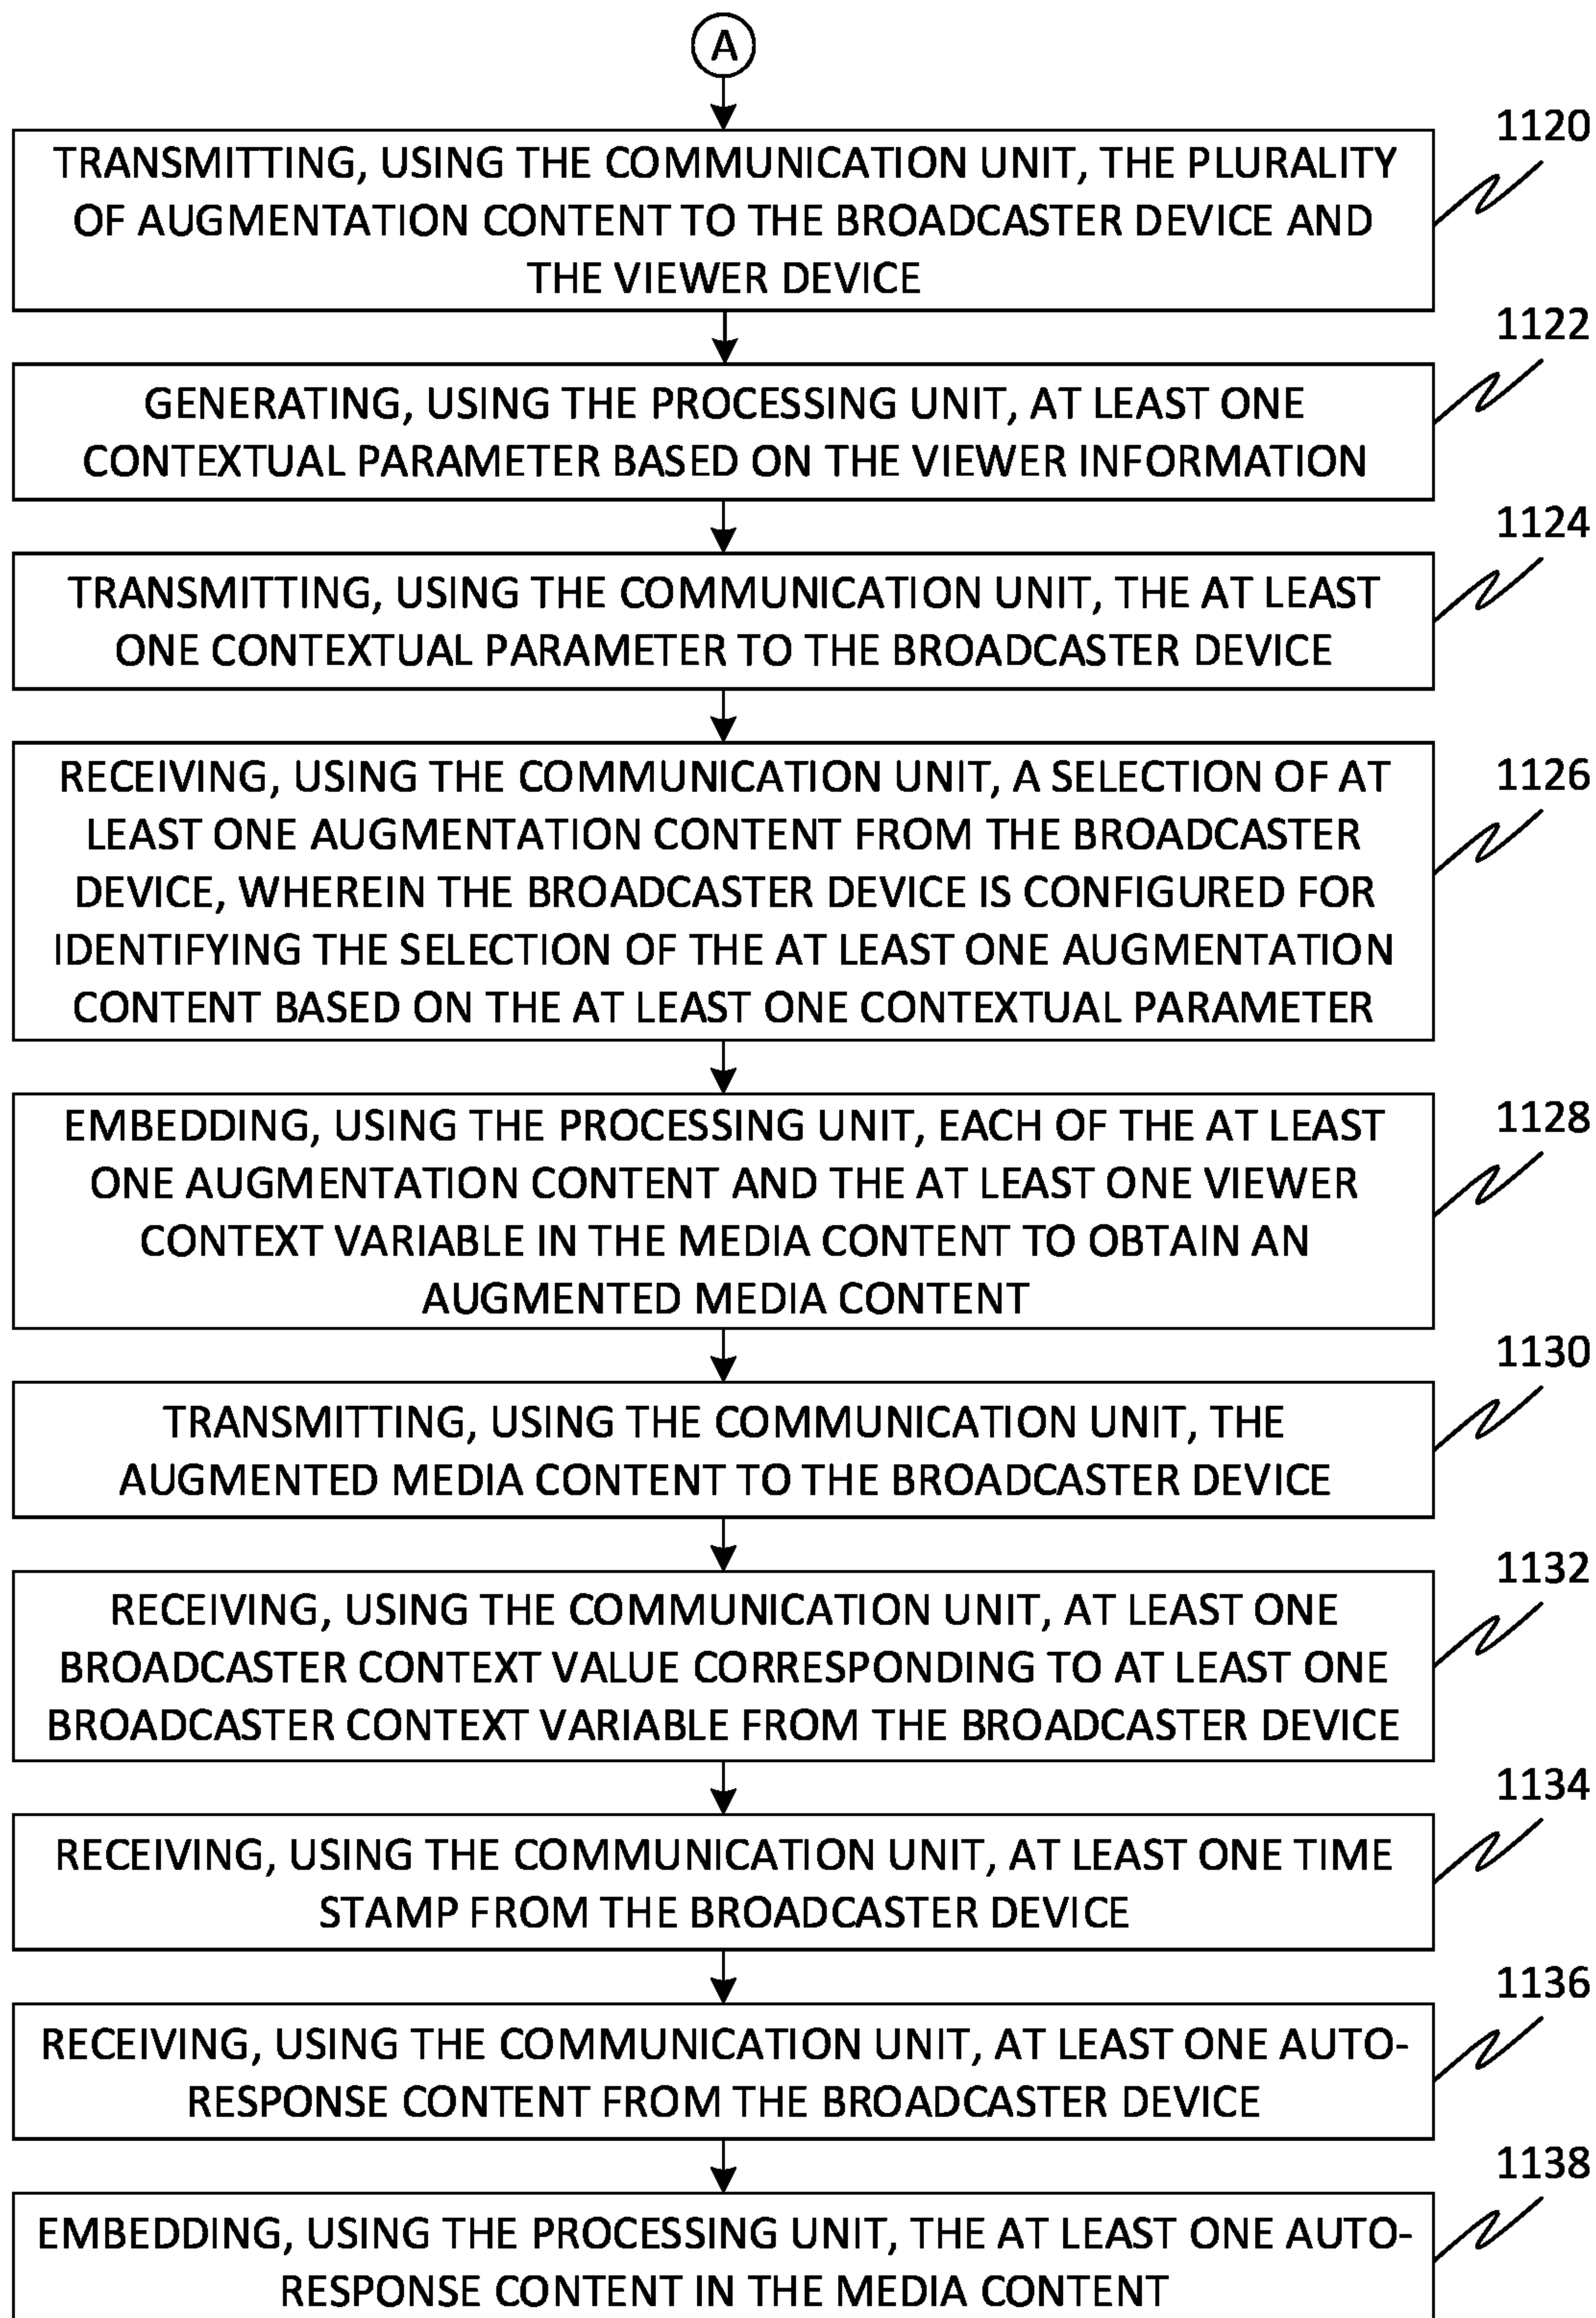 A
1120
TRANSMITTING, USING THE COMMUNICATION UNIT, THE PLURALITY
OF AUGMENTATION CONTENT TO THE BROADCASTER DEVICE AND
THE VIEWER DEVICE
1122
GENERATING, USING THE PROCESSING UNIT, AT LEAST ONE
CONTEXTUAL PARAMETER BASED ON THE VIEWER INFORMATION
1124
TRANSMITTING, USING THE COMMUNICATION UNIT, THE AT LEAST
ONE CONTEXTUAL PARAMETER TO THE BROADCASTER DEVICE
1126
RECEIVING, USING THE COMMUNICATION UNIT, A SELECTION OF AT
LEAST ONE AUGMENTATION CONTENT FROM THE BROADCASTER
DEVICE, WHEREIN THE BROADCASTER DEVICE IS CONFIGURED FOR
IDENTIFYING THE SELECTION OF THE AT LEAST ONE AUGMENTATION
CONTENT BASED ON THE AT LEAST ONE CONTEXTUAL PARAMETER
1128
EMBEDDING, USING THE PROCESSING UNIT, EACH OF THE AT LEAST
ONE AUGMENTATION CONTENT AND THE AT LEAST ONE VIEWER
CONTEXT VARIABLE IN THE MEDIA CONTENT TO OBTAIN AN
AUGMENTED MEDIA CONTENT
1130
TRANSMITTING, USING THE COMMUNICATION UNIT, THE
AUGMENTED MEDIA CONTENT TO THE BROADCASTER DEVICE
1132
RECEIVING, USING THE COMMUNICATION UNIT, AT LEAST ONE
BROADCASTER CONTEXT VALUE CORRESPONDING TO AT LEAST ONE
BROADCASTER CONTEXT VARIABLE FROM THE BROADCASTER DEVICE
1134
RECEIVING, USING THE COMMUNICATION UNIT, AT LEAST ONE TIME
STAMP FROM THE BROADCASTER DEVICE
1136
RECEIVING, USING THE COMMUNICATION UNIT, AT LEAST ONE AUTO-
RESPONSE CONTENT FROM THE BROADCASTER DEVICE
1138
EMBEDDING, USING THE PROCESSING UNIT, THE AT LEAST ONE AUTO-
RESPONSE CONTENT IN THE MEDIA CONTENT